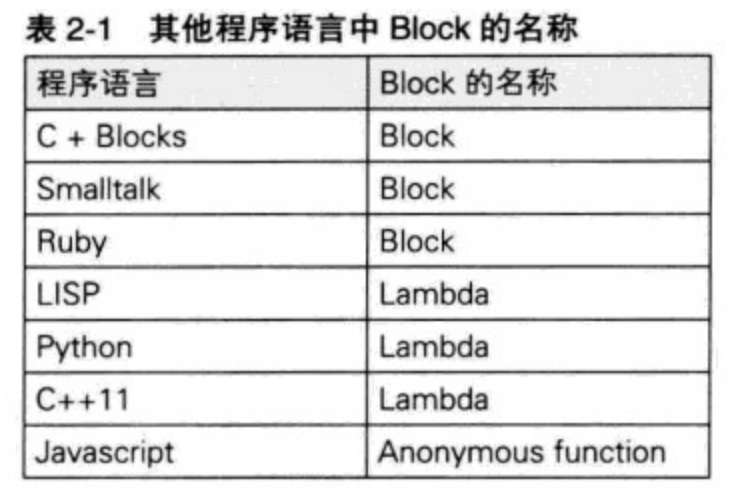 表 2-1 其他程序语言中 Block 的名称
程序语言 Block 的名称
C + Blocks Block
Smalltalk Block
Ruby Block
LISP Lambda
Python Lambda
C++11 Lambda
Javascript Anonymous function